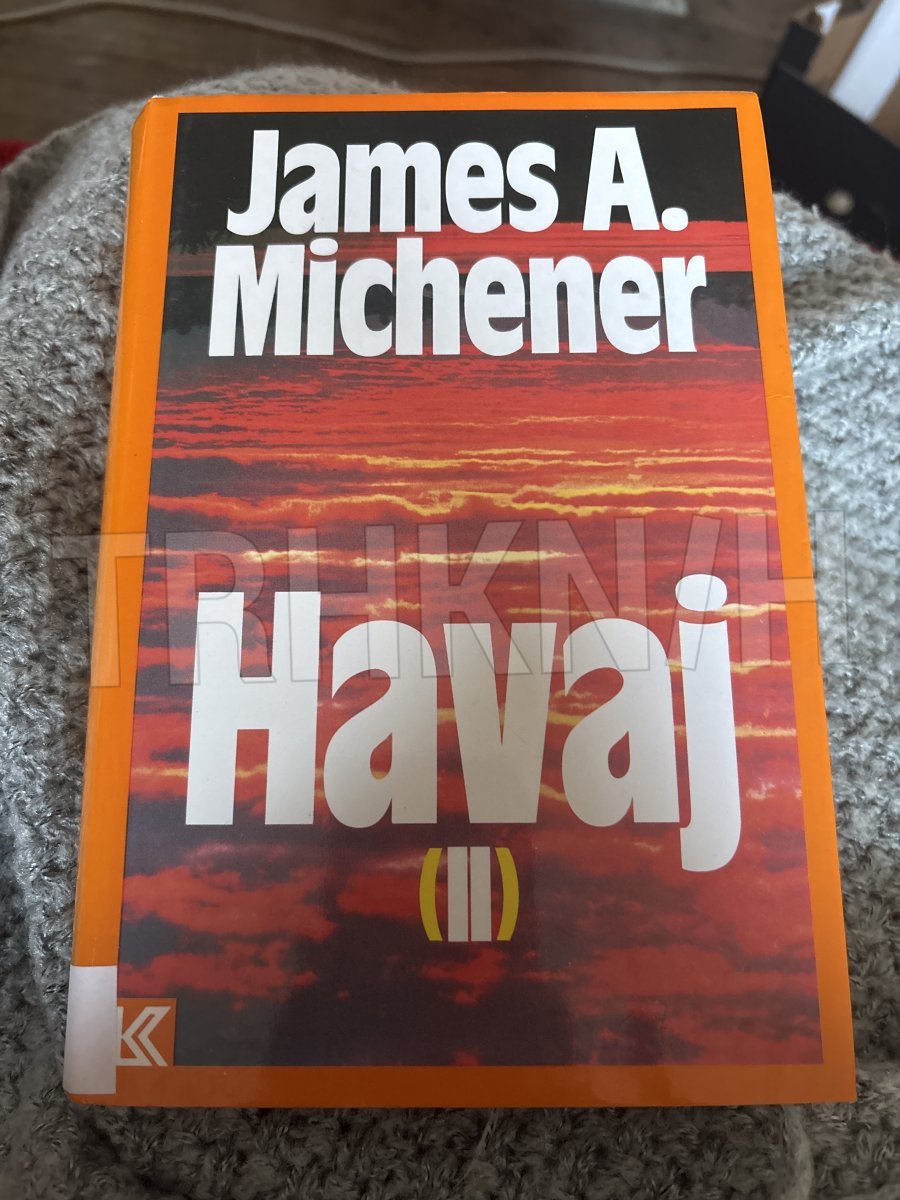 James A.
Michener
TRHKNIH
Havaj
(II)